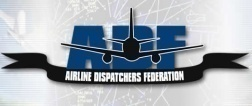 ADF
AIRLINE DISPATCHERS FEDERATION